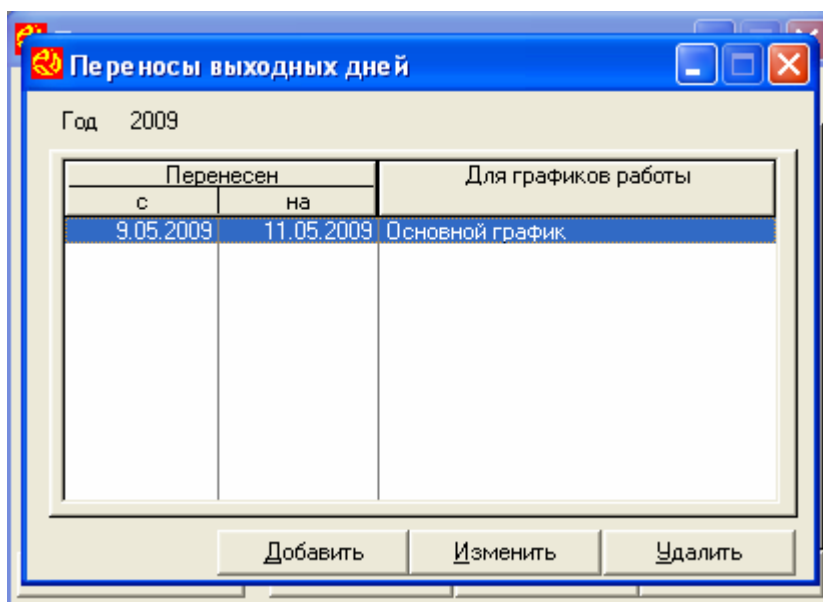 Переносы выходных дней
Год 2009
Перенесен Для графиков работы
с на
9.05.2009 11.05.2009 Основной график
Добавить Изменить Удалить